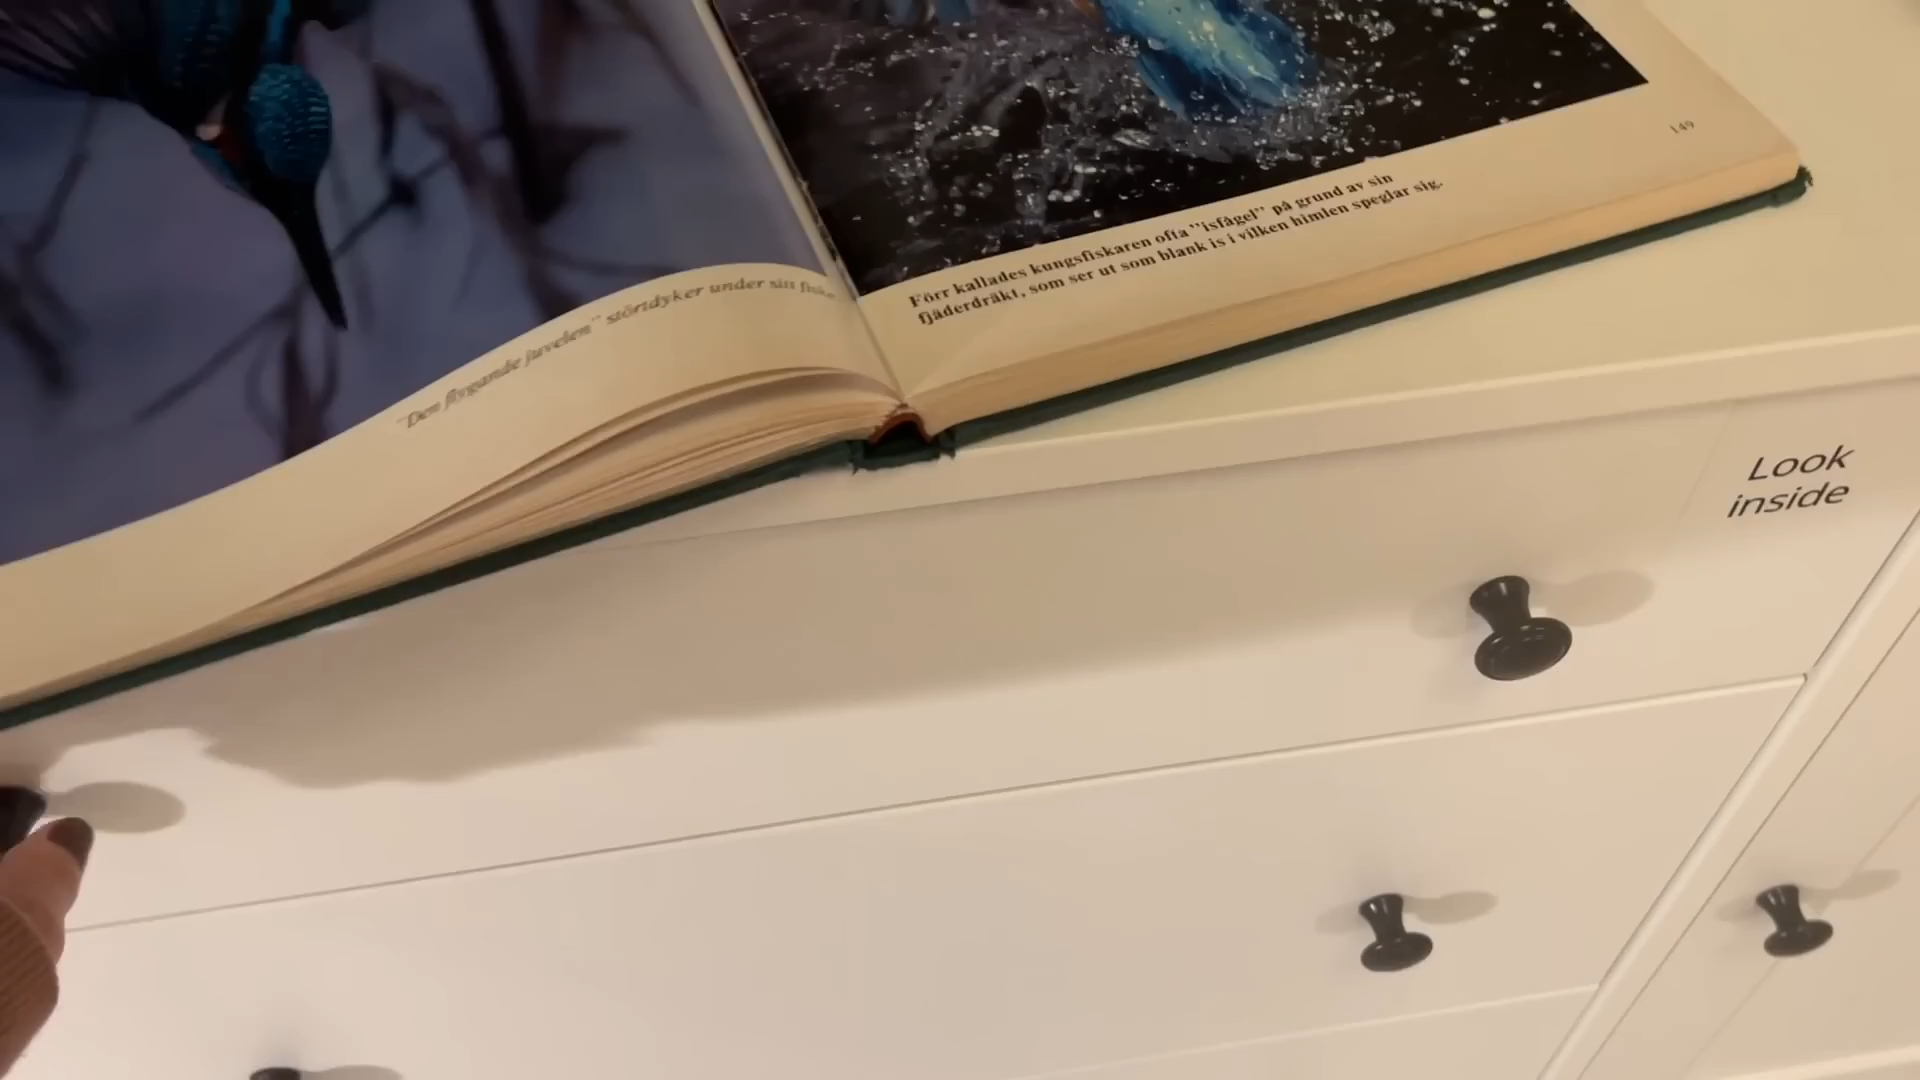 "Den flygande juvelen" störtdyker under sitt fiske
149
Förr kallades kungsfiskaren ofta "isfågel" på grund av sin
fjäderdräkt, som ser ut som blank is i vilken himlen speglar sig.
Look
inside